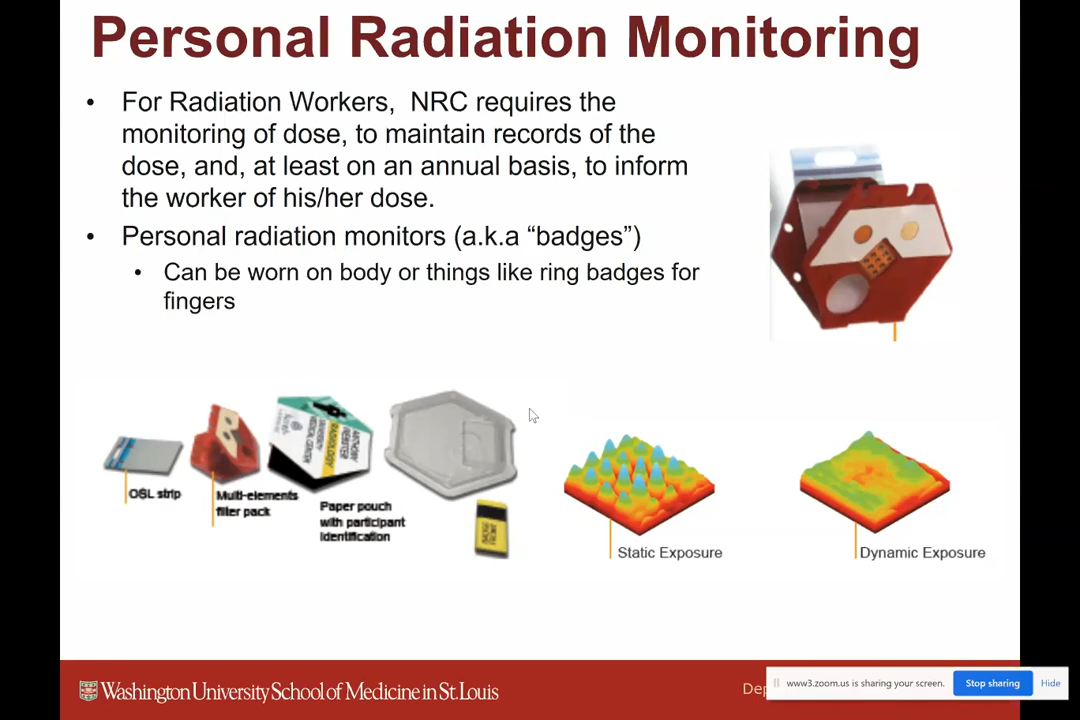 Personal Radiation Monitoring
• For Radiation Workers, NRC requires the
monitoring of dose, to maintain records of the
dose, and, at least on an annual basis, to inform
the worker of his/her dose.
• Personal radiation monitors (a.k.a “badges”)
• Can be worn on body or things like ring badges for
fingers
OSL strip
Multi-elements
filter pack
RADIOLOGY
Paper pouch
with participant
identification
Static Exposure
Dynamic Exposure
Washington University School of Medicine in St. Louis
www3.zoom.us is sharing your screen.
Stop sharing
Hide